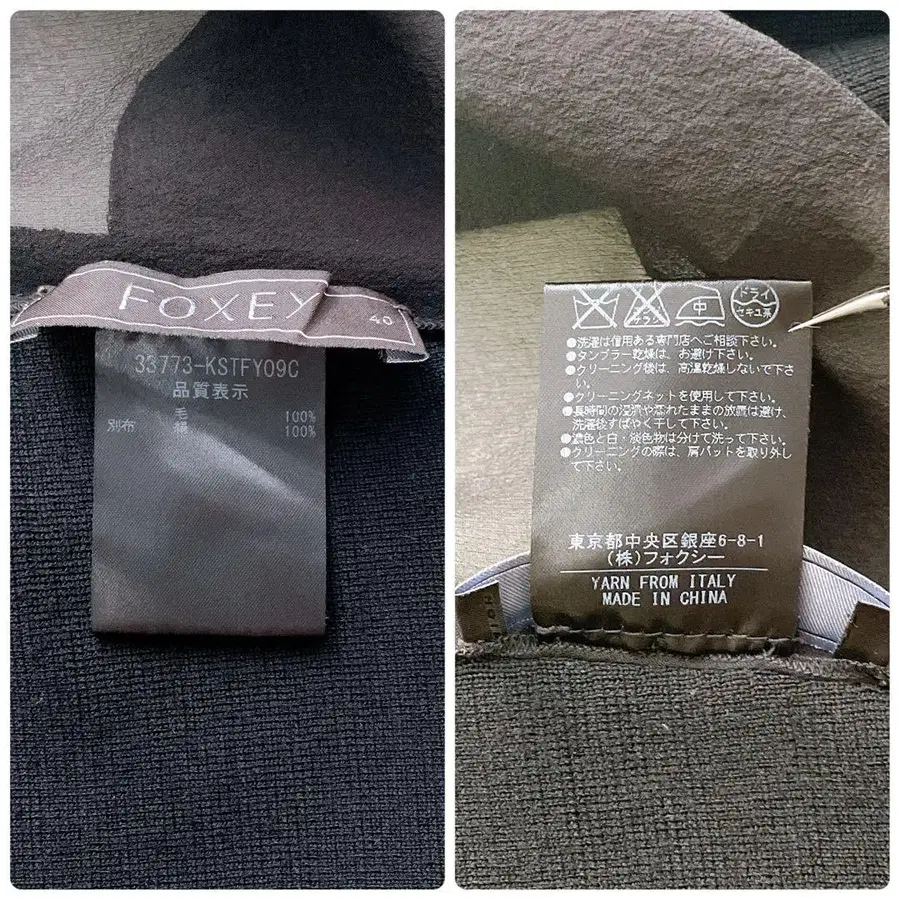 FOXEY
40
33773-KSTFY09C
品質表示
毛 100%
別布 絹 100%
エンソ系
サラシ
中
ドライ
セキユ系
●洗濯は信用ある専門店へご相談下さい。
●タンブラー乾燥は、お避け下さい。
●クリーニング後は、高温乾燥しないで下さ
い。
●クリーニングネットを使用して下さい。
●長時間の浸漬や濡れたままの放置は避け、
洗濯後すばやく干して下さい。
●濃色と白・淡色物は分けて洗って下さい。
●クリーニングの際は、肩パットを取り外し
て下さい。
東京都中央区銀座6-8-1
(株)フォクシー
YARN FROM ITALY
MADE IN CHINA